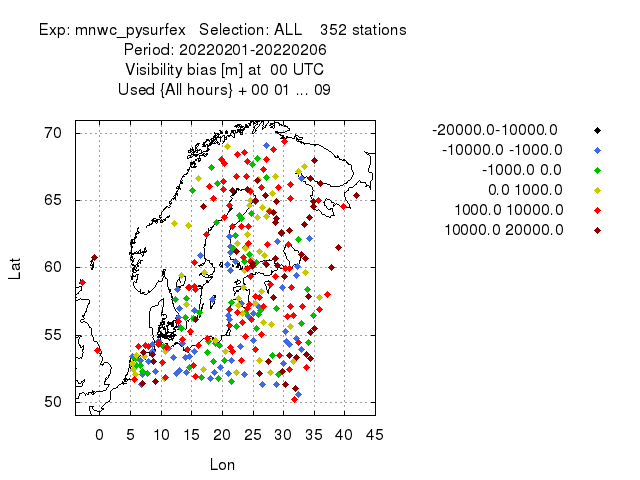 Exp: mnwc_pysurfex   Selection: ALL    352 stations
Period: 20220201-20220206
Visibility bias [m] at  00 UTC
Used {All hours} + 00 01 ... 09
-20000.0-10000.0
-10000.0 -1000.0
-1000.0 0.0
0.0 1000.0
1000.0 10000.0
10000.0 20000.0
70
65
60
55
50
Lat
0 5 10 15 20 25 30 35 40 45
Lon